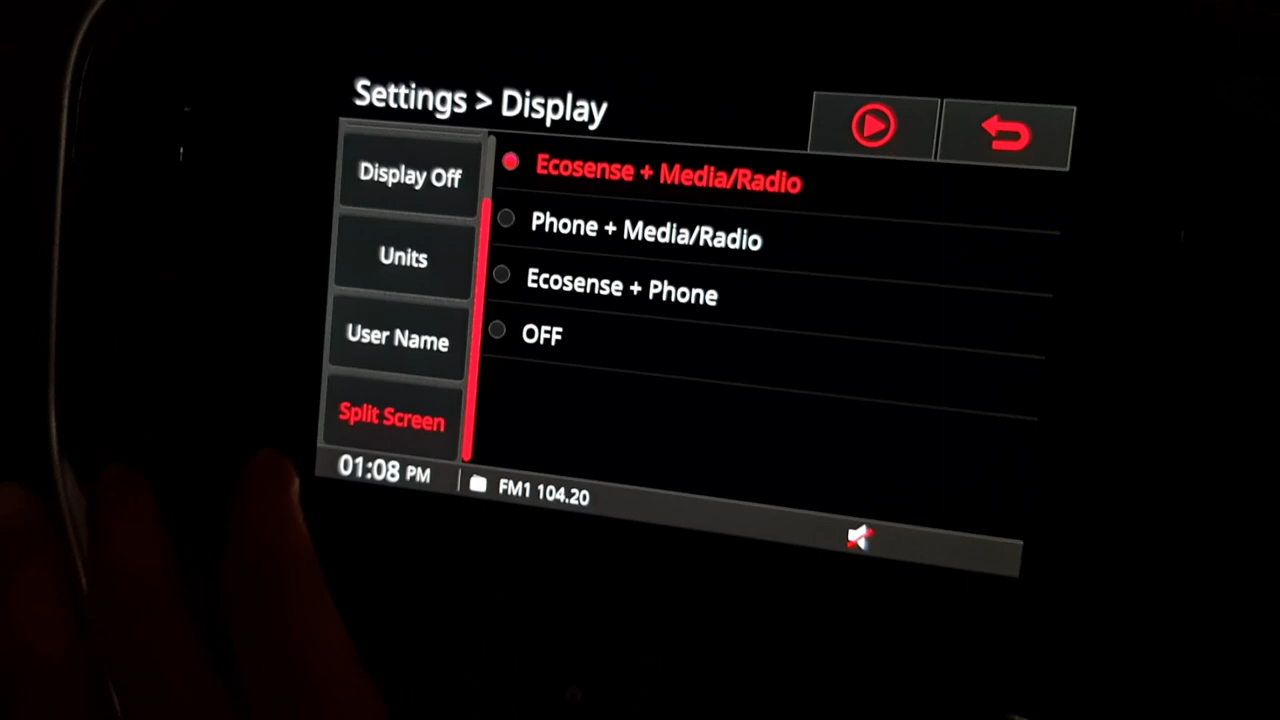 Settings > Display
Display Off
Units
User Name
Split Screen
Ecosense + Media/Radio
Phone + Media/Radio
Ecosense + Phone
OFF
01:08 PM
FM1 104.20